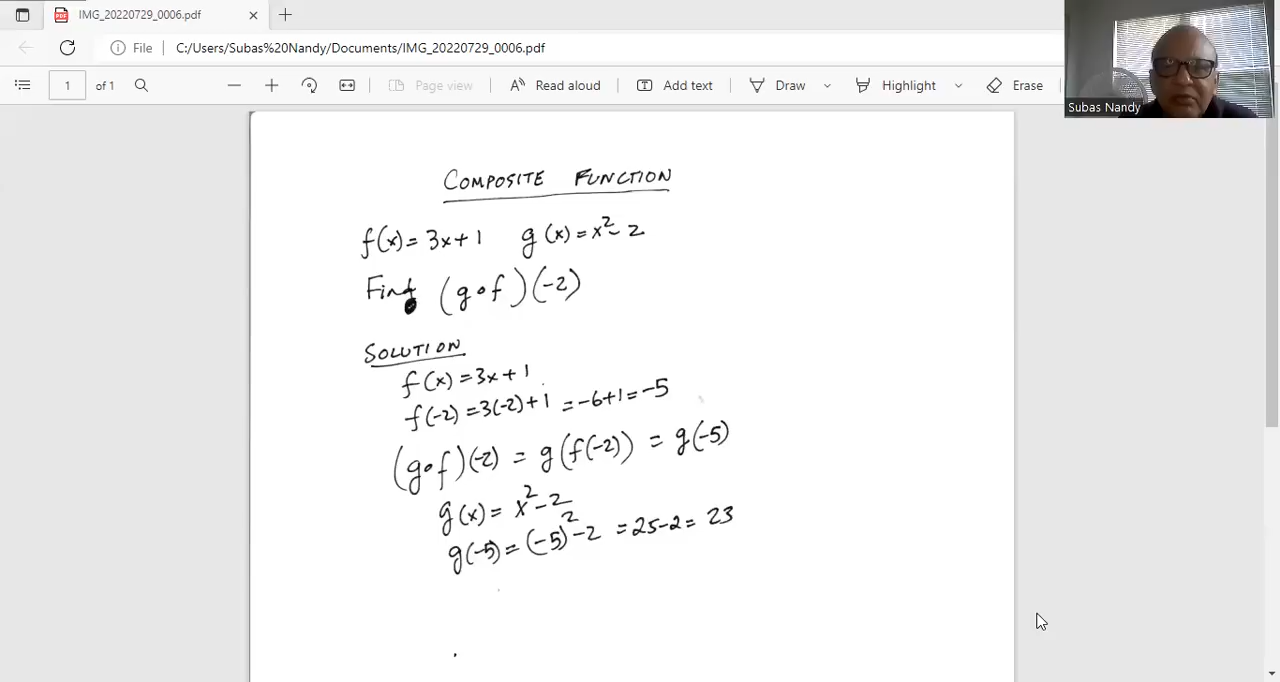 IMG_20220729_0006.pdf
File C:/Users/Subas%20Nandy/Documents/IMG_20220729_0006.pdf
1 of 1 Page view Read aloud Add text Draw Highlight Erase
Subas Nandy
COMPOSITE FUNCTION
f(x) = 3x+1 g(x) = x²-2
Find (g∘f)(-2)
SOLUTION
f(x) = 3x+1
f(-2) = 3(-2)+1 = -6+1 = -5
(g∘f)(-2) = g(f(-2)) = g(-5)
g(x) = x²-2
g(-5) = (-5)²-2 = 25-2 = 23